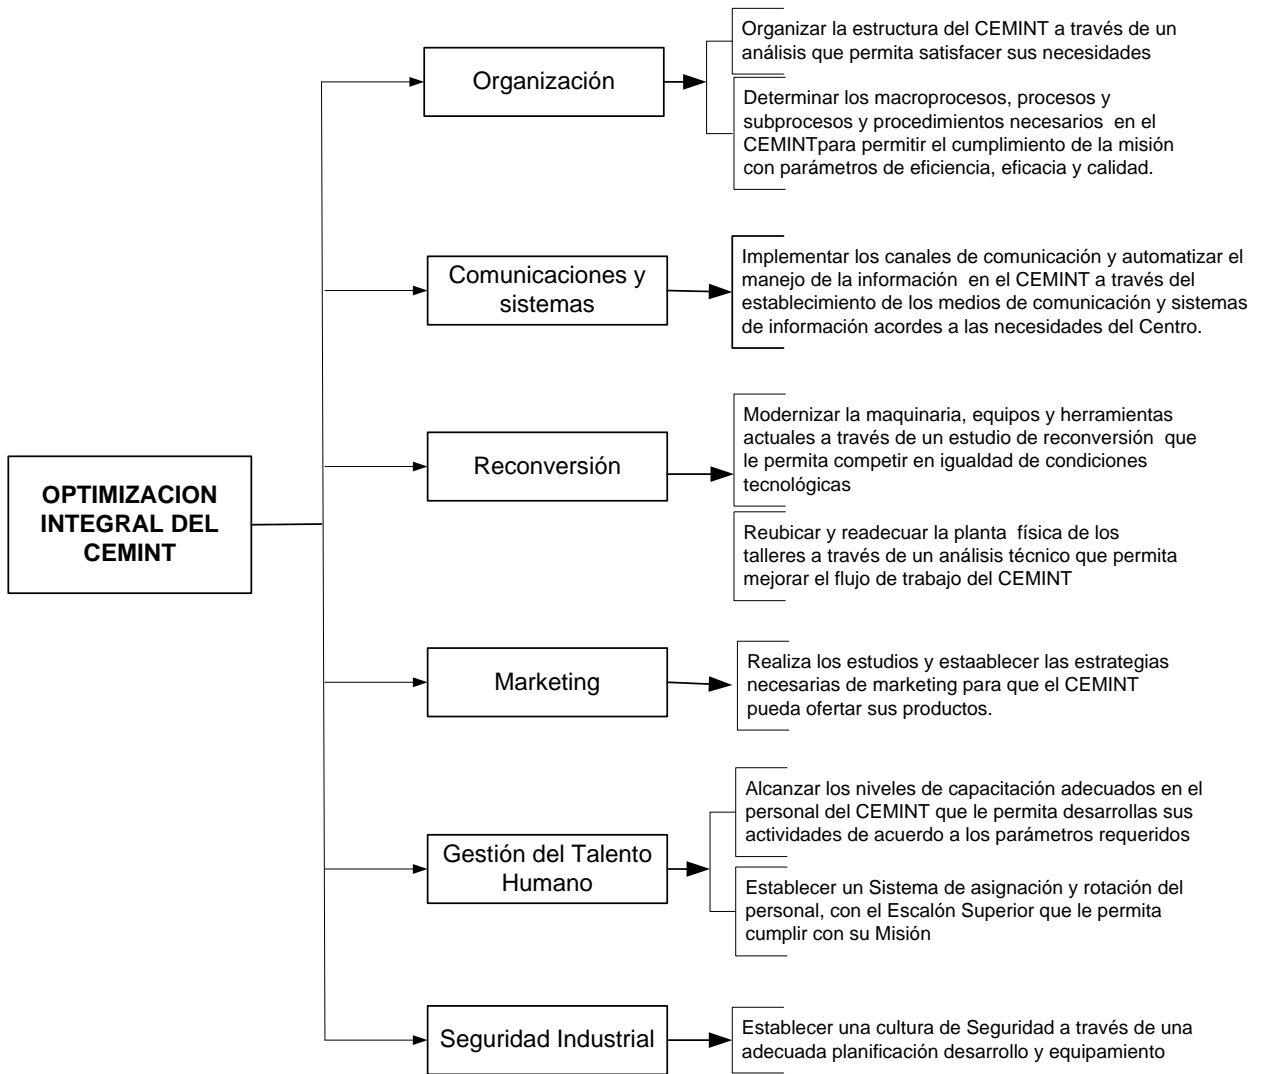 OPTIMIZACION
INTEGRAL DEL
CEMINT
Organización
Organizar la estructura del CEMINT a través de un
análisis que permita satisfacer sus necesidades
Determinar los macroprocesos, procesos y
subprocesos y procedimientos necesarios en el
CEMINTpara permitir el cumplimiento de la misión
con parámetros de eficiencia, eficacia y calidad.
Comunicaciones y
sistemas
Implementar los canales de comunicación y automatizar el
manejo de la información en el CEMINT a través del
establecimiento de los medios de comunicación y sistemas
de información acordes a las necesidades del Centro.
Reconversión
Modernizar la maquinaria, equipos y herramientas
actuales a través de un estudio de reconversión que
le permita competir en igualdad de condiciones
tecnológicas
Reubicar y readecuar la planta física de los
talleres a través de un análisis técnico que permita
mejorar el flujo de trabajo del CEMINT
Marketing
Realiza los estudios y estaablecer las estrategias
necesarias de marketing para que el CEMINT
pueda ofertar sus productos.
Gestión del Talento
Humano
Alcanzar los niveles de capacitación adecuados en el
personal del CEMINT que le permita desarrollas sus
actividades de acuerdo a los parámetros requeridos
Establecer un Sistema de asignación y rotación del
personal, con el Escalón Superior que le permita
cumplir con su Misión
Seguridad Industrial
Establecer una cultura de Seguridad a través de una
adecuada planificación desarrollo y equipamiento